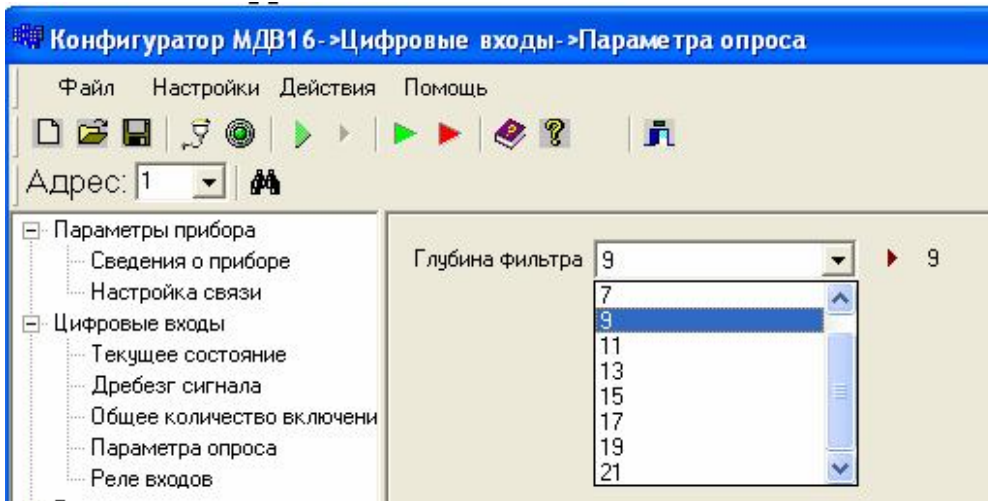 Конфигуратор МДВ16->Цифровые входы->Параметра опроса
Файл Настройки Действия Помощь
Адрес: 1
Параметры прибора
Сведения о приборе
Настройка связи
Цифровые входы
Текущее состояние
Дребезг сигнала
Общее количество включени
Параметра опроса
Реле входов
Глубина фильтра 9 9
7
9
11
13
15
17
19
21